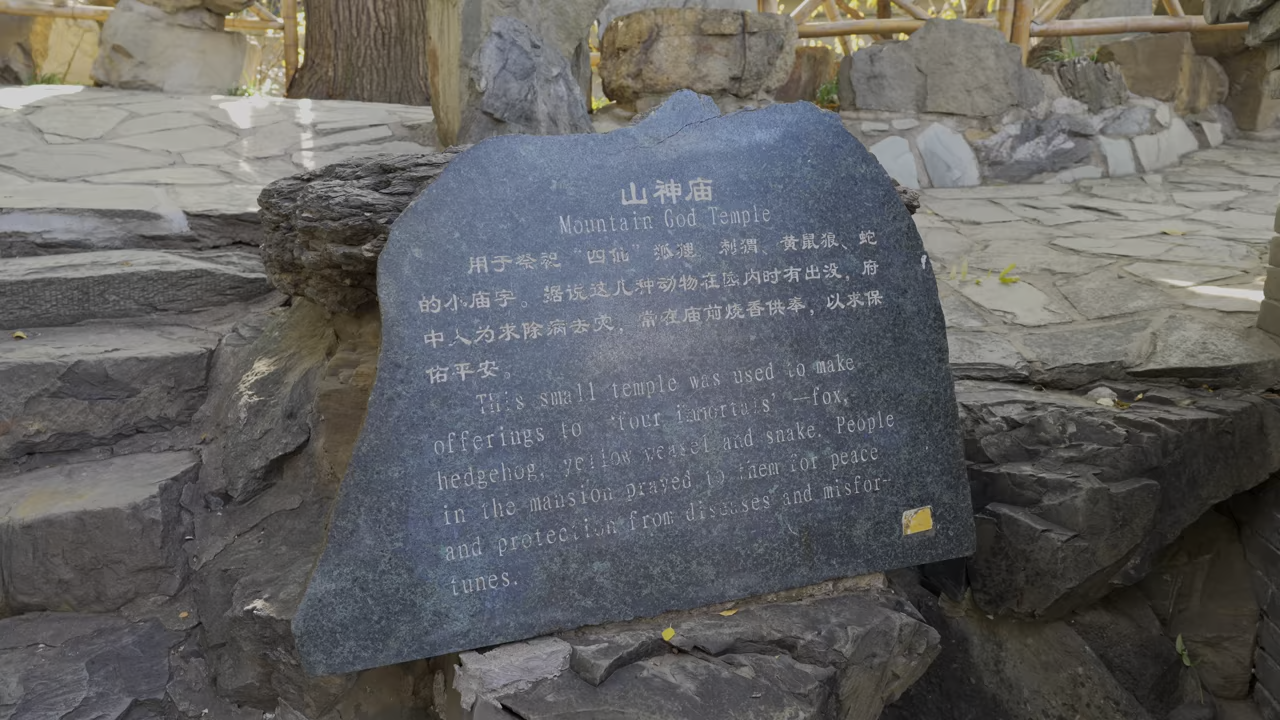 山神庙
Mountain God Temple
用于祭祀“四仙”狐狸、刺猬、黄鼠狼、蛇
的小庙宇。据说这几种动物在园内时有出没，府
中人为求除病去灾，常在庙前烧香供奉，以求保
佑平安。
This small temple was used to make
offerings to 'four immortals' —fox,
hedgehog, yellow weasel and snake. People
in the mansion prayed to them for peace
and protection from diseases and misfor-
tunes.